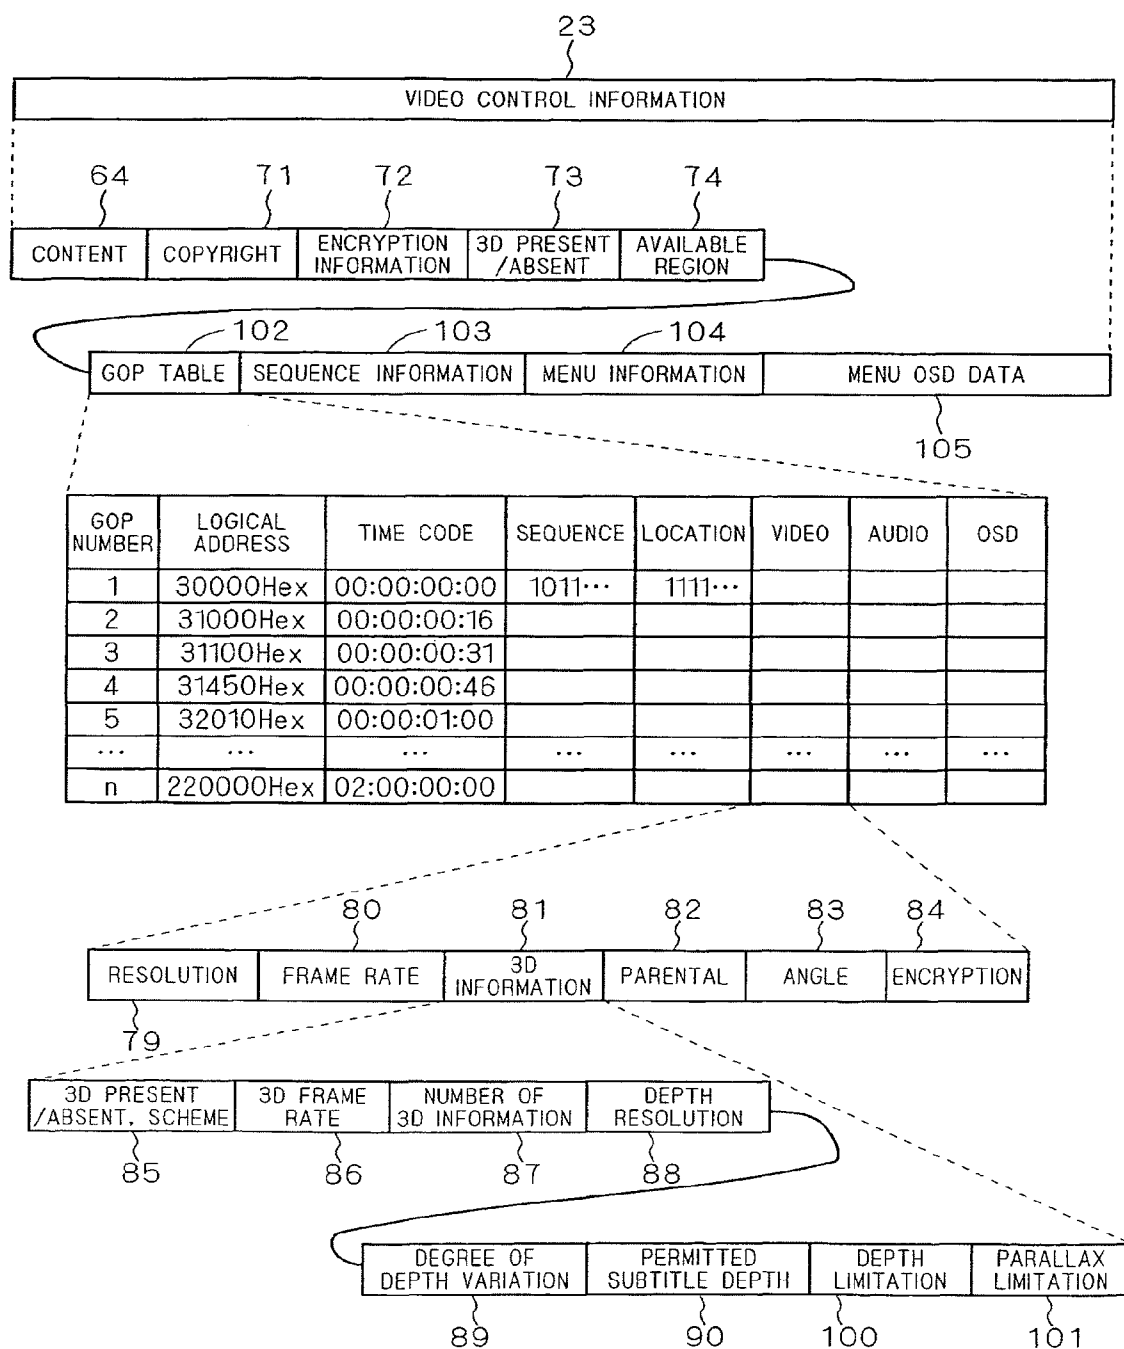 23
VIDEO CONTROL INFORMATION
64 71 72 73 74
CONTENT COPYRIGHT ENCRYPTION INFORMATION 3D PRESENT /ABSENT AVAILABLE REGION
102 103 104
GOP TABLE SEQUENCE INFORMATION MENU INFORMATION MENU OSD DATA
105
GOP NUMBER LOGICAL ADDRESS TIME CODE SEQUENCE LOCATION VIDEO AUDIO OSD
1 30000Hex 00:00:00:00 1011··· 1111···
2 31000Hex 00:00:00:16
3 31100Hex 00:00:00:31
4 31450Hex 00:00:00:46
5 32010Hex 00:00:01:00
··· ··· ··· ··· ··· ··· ··· ···
n 220000Hex 02:00:00:00
80 81 82 83 84
RESOLUTION FRAME RATE 3D INFORMATION PARENTAL ANGLE ENCRYPTION
79
3D PRESENT /ABSENT, SCHEME 3D FRAME RATE NUMBER OF 3D INFORMATION DEPTH RESOLUTION
85 86 87 88
DEGREE OF DEPTH VARIATION PERMITTED SUBTITLE DEPTH DEPTH LIMITATION PARALLAX LIMITATION
89 90 100 101